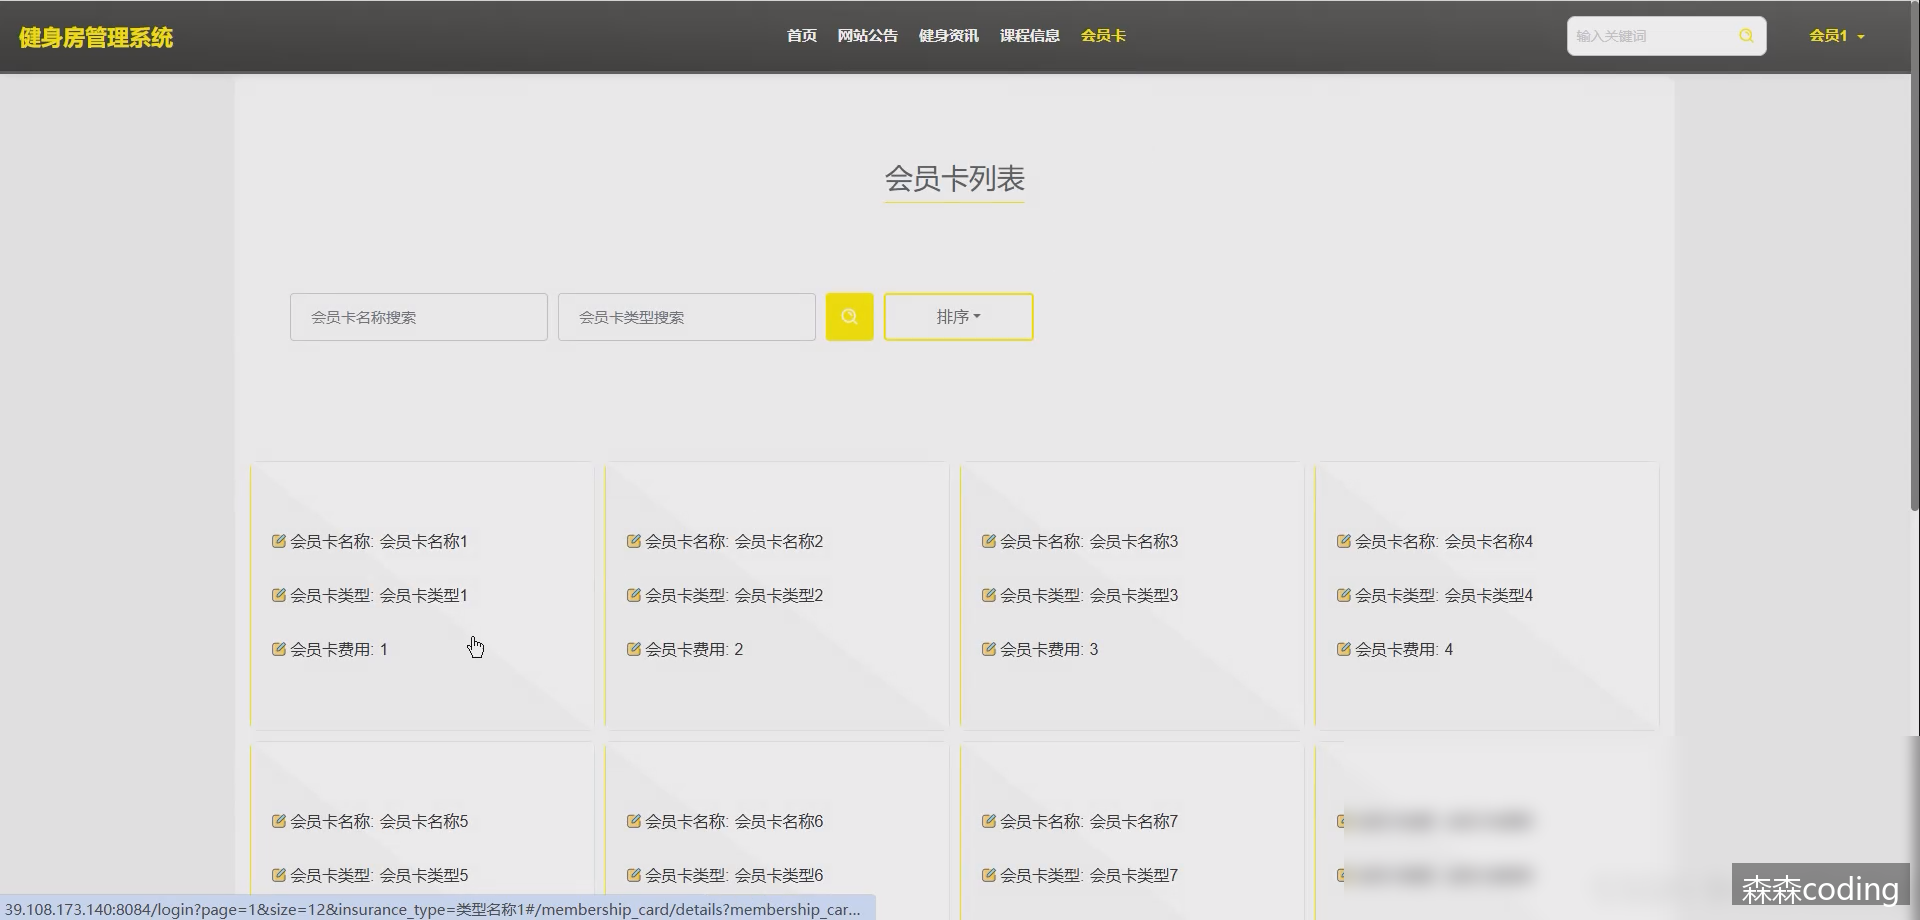 健身房管理系统
首页 网站公告 健身资讯 课程信息 会员卡
输入关键词
会员1
会员卡列表
会员卡名称搜索
会员卡类型搜索
排序
会员卡名称: 会员卡名称1
会员卡类型: 会员卡类型1
会员卡费用: 1
会员卡名称: 会员卡名称2
会员卡类型: 会员卡类型2
会员卡费用: 2
会员卡名称: 会员卡名称3
会员卡类型: 会员卡类型3
会员卡费用: 3
会员卡名称: 会员卡名称4
会员卡类型: 会员卡类型4
会员卡费用: 4
会员卡名称: 会员卡名称5
会员卡类型: 会员卡类型5
会员卡名称: 会员卡名称6
会员卡类型: 会员卡类型6
会员卡名称: 会员卡名称7
会员卡类型: 会员卡类型7
39.108.173.140:8084/login?page=1&size=12&insurance_type=类型名称1#/membership_card/details?membership_car...
森森coding